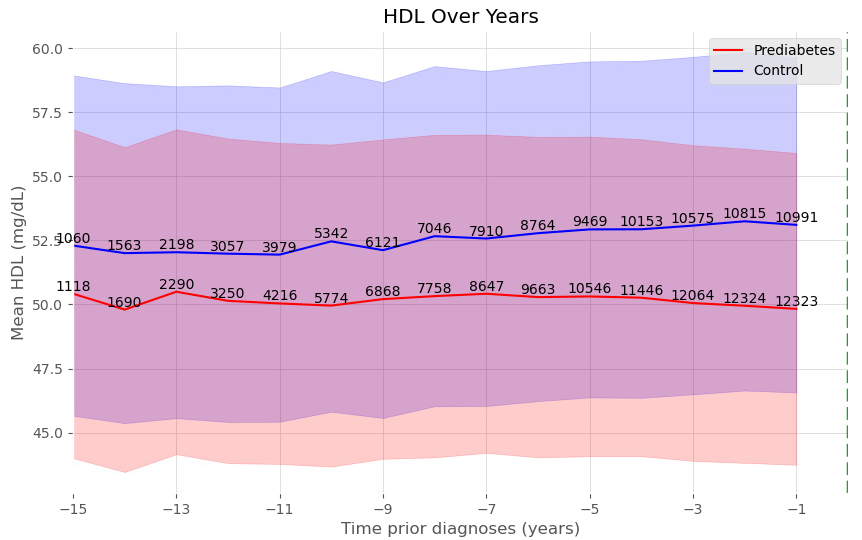 HDL Over Years
Prediabetes
Control
Mean HDL (mg/dL)
60.0
57.5
55.0
52.5
50.0
47.5
45.0
1060 1563 2198 3057 3979 5342 6121 7046 7910 8764 9469 10153 10575 10815 10991
1118 1690 2290 3250 4216 5774 6868 7758 8647 9663 10546 11446 12064 12324 12323
−15 −13 −11 −9 −7 −5 −3 −1
Time prior diagnoses (years)